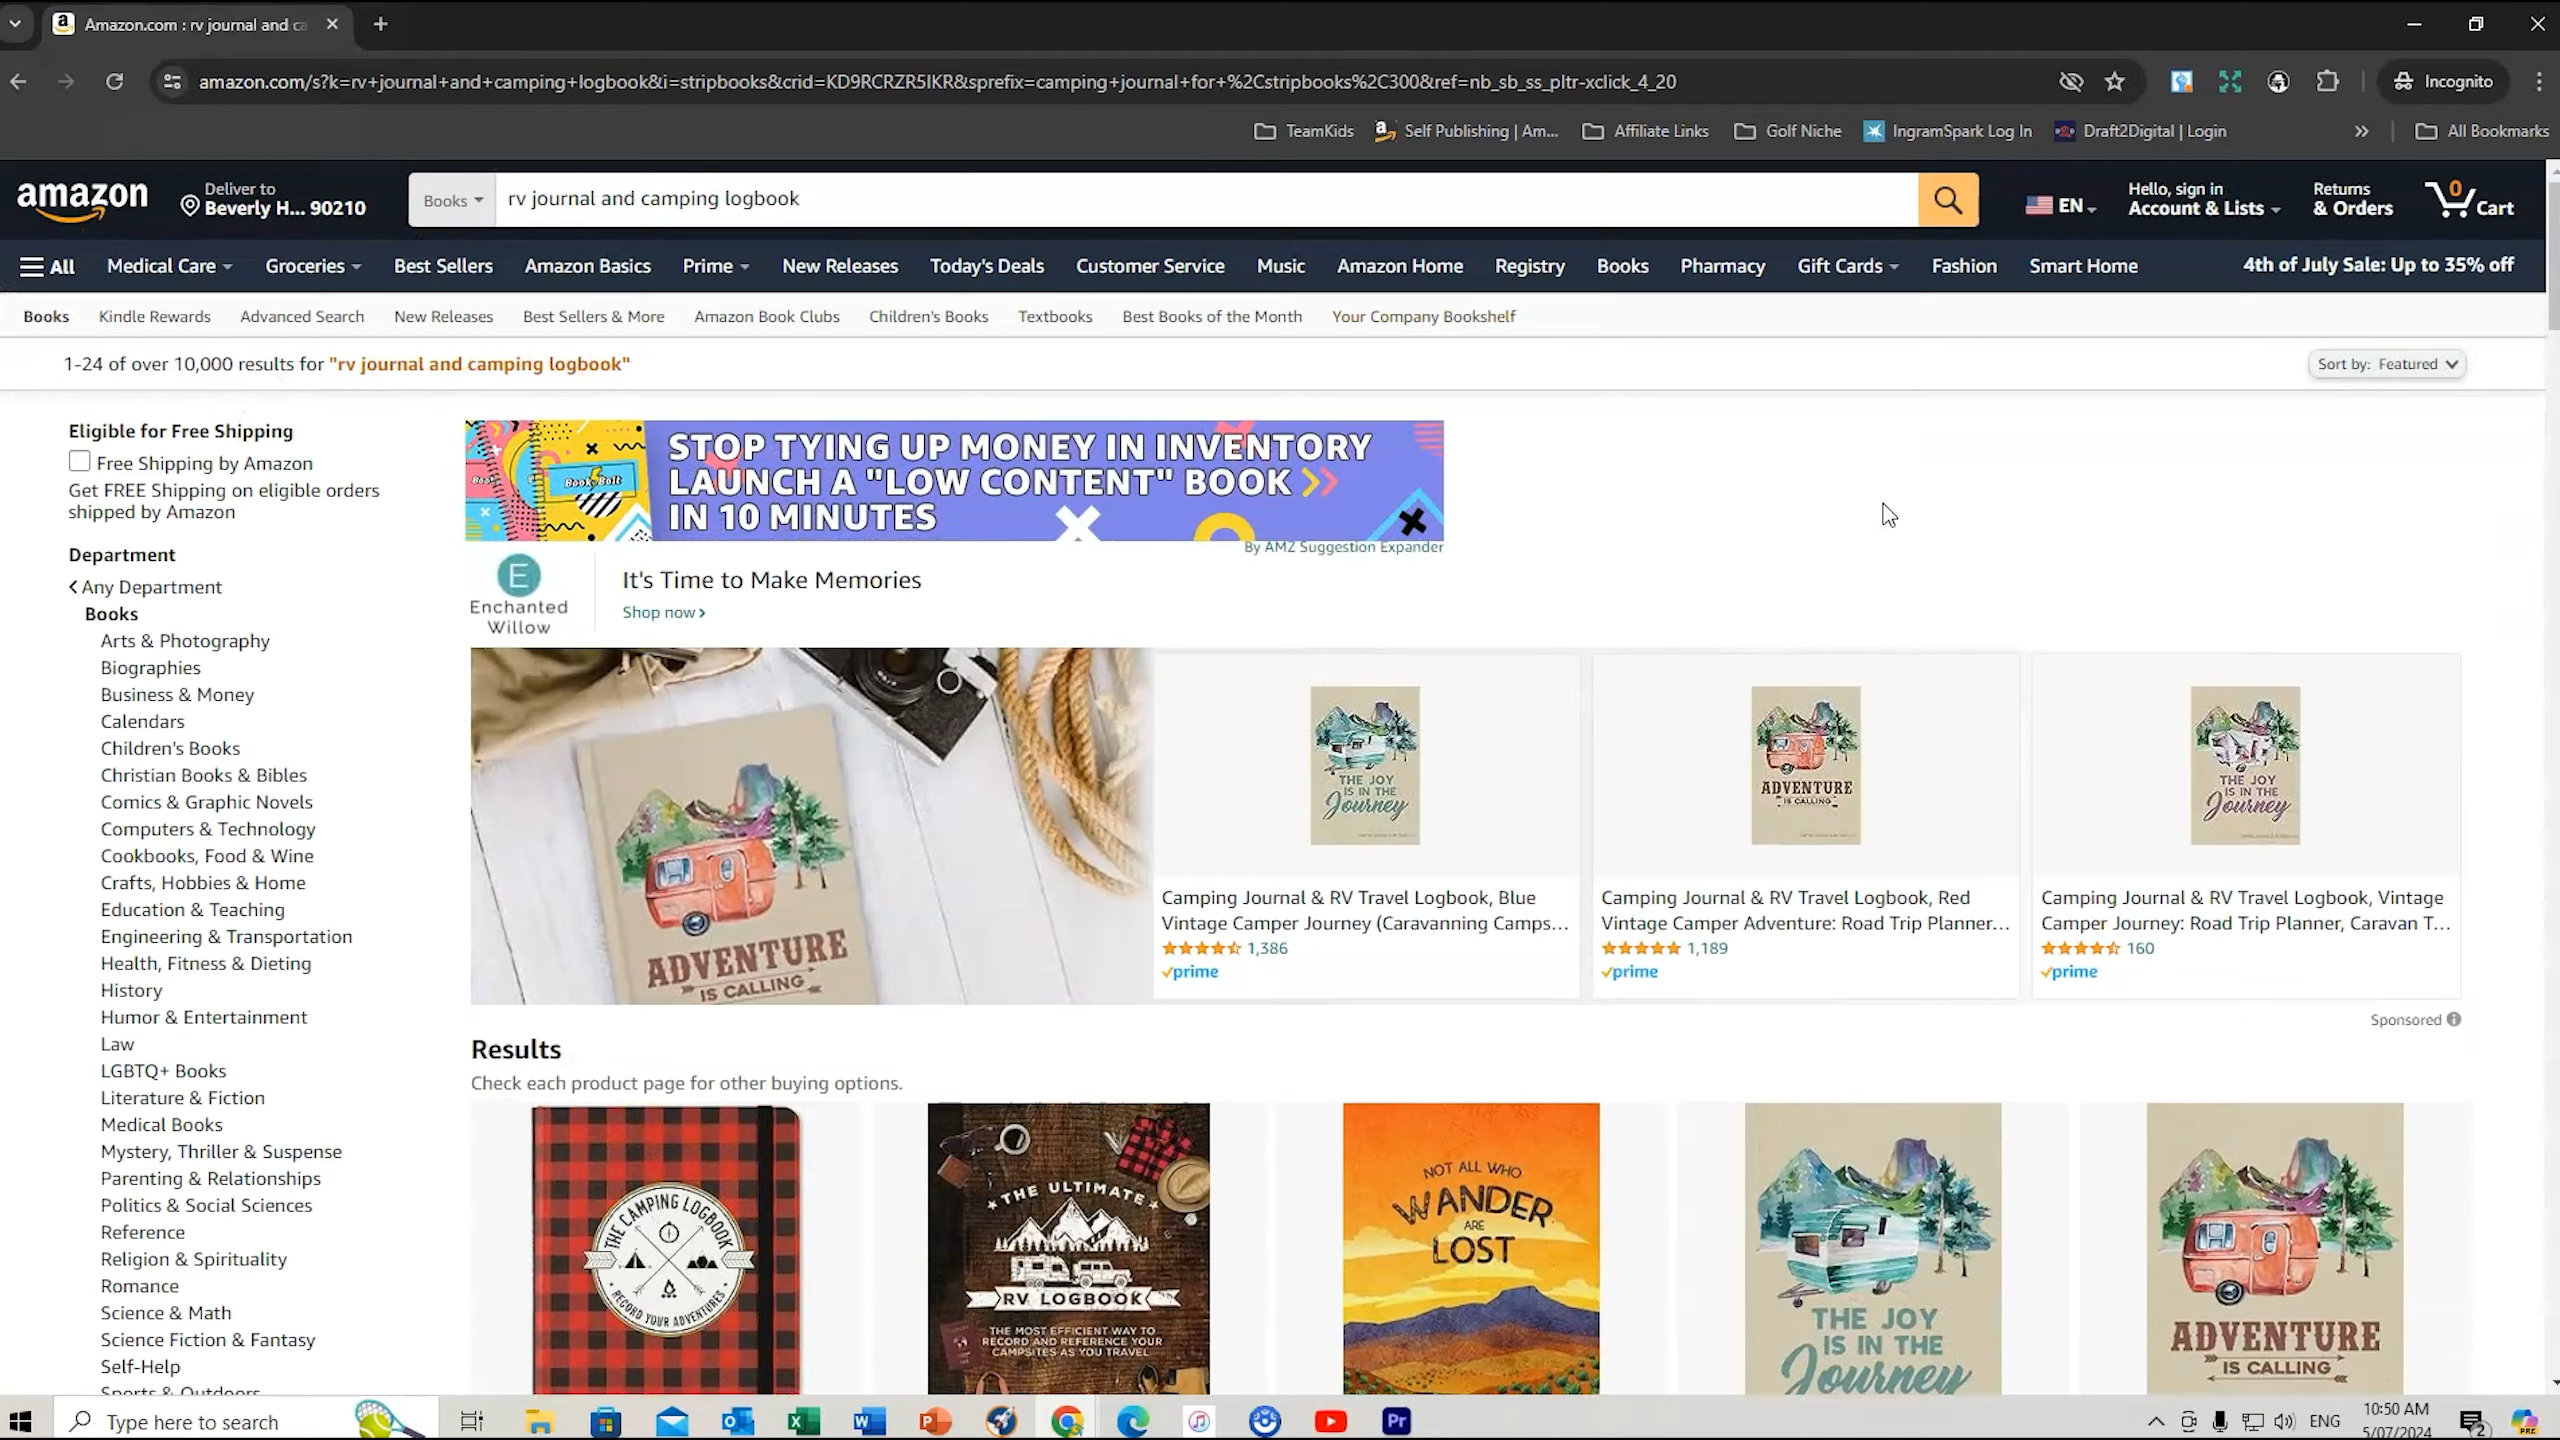 Amazon.com : rv journal and ca
amazon.com/s?k=rv+journal+and+camping+logbook&i=stripbooks&crid=KD9RCRZR5IKR&sprefix=camping+journal+for+%2Cstripbooks%2C300&ref=nb_sb_ss_pltr-xclick_4_20
Incognito
TeamKids
Self Publishing | Am...
Affiliate Links
Golf Niche
IngramSpark Log In
Draft2Digital | Login
All Bookmarks
amazon
Deliver to
Beverly H... 90210
Books
rv journal and camping logbook
EN
Hello, sign in
Account & Lists
Returns
& Orders
0
Cart
All
Medical Care
Groceries
Best Sellers
Amazon Basics
Prime
New Releases
Today's Deals
Customer Service
Music
Amazon Home
Registry
Books
Pharmacy
Gift Cards
Fashion
Smart Home
4th of July Sale: Up to 35% off
Books
Kindle Rewards
Advanced Search
New Releases
Best Sellers & More
Amazon Book Clubs
Children's Books
Textbooks
Best Books of the Month
Your Company Bookshelf
1-24 of over 10,000 results for "rv journal and camping logbook"
Sort by: Featured
Eligible for Free Shipping
Free Shipping by Amazon
Get FREE Shipping on eligible orders
shipped by Amazon
Department
Any Department
Books
Arts & Photography
Biographies
Business & Money
Calendars
Children's Books
Christian Books & Bibles
Comics & Graphic Novels
Computers & Technology
Cookbooks, Food & Wine
Crafts, Hobbies & Home
Education & Teaching
Engineering & Transportation
Health, Fitness & Dieting
History
Humor & Entertainment
Law
LGBTQ+ Books
Literature & Fiction
Medical Books
Mystery, Thriller & Suspense
Parenting & Relationships
Politics & Social Sciences
Reference
Religion & Spirituality
Romance
Science & Math
Science Fiction & Fantasy
Self-Help
Sports & Outdoors
Book Bolt
STOP TYING UP MONEY IN INVENTORY
LAUNCH A "LOW CONTENT" BOOK
IN 10 MINUTES
By AMZ Suggestion Expander
E
Enchanted
Willow
It's Time to Make Memories
Shop now
ADVENTURE
IS CALLING
THE JOY
IS IN THE
Journey
Camping Journal & RV Travel Logbook, Blue
Vintage Camper Journey (Caravanning Camps...
1,386
prime
ADVENTURE
IS CALLING
Camping Journal & RV Travel Logbook, Red
Vintage Camper Adventure: Road Trip Planner...
1,189
prime
THE JOY
IS IN THE
Journey
Camping Journal & RV Travel Logbook, Vintage
Camper Journey: Road Trip Planner, Caravan T...
160
prime
Sponsored
Results
Check each product page for other buying options.
THE CAMPING LOGBOOK
RECORD YOUR ADVENTURES
THE ULTIMATE
RV LOGBOOK
THE MOST EFFICIENT WAY TO
RECORD AND REFERENCE YOUR
CAMPSITES AS YOU TRAVEL
NOT ALL WHO
WANDER
ARE
LOST
THE JOY
IS IN THE
Journey
ADVENTURE
IS CALLING
Type here to search
Pr
ENG
10:50 AM
5/07/2024
2
PRE